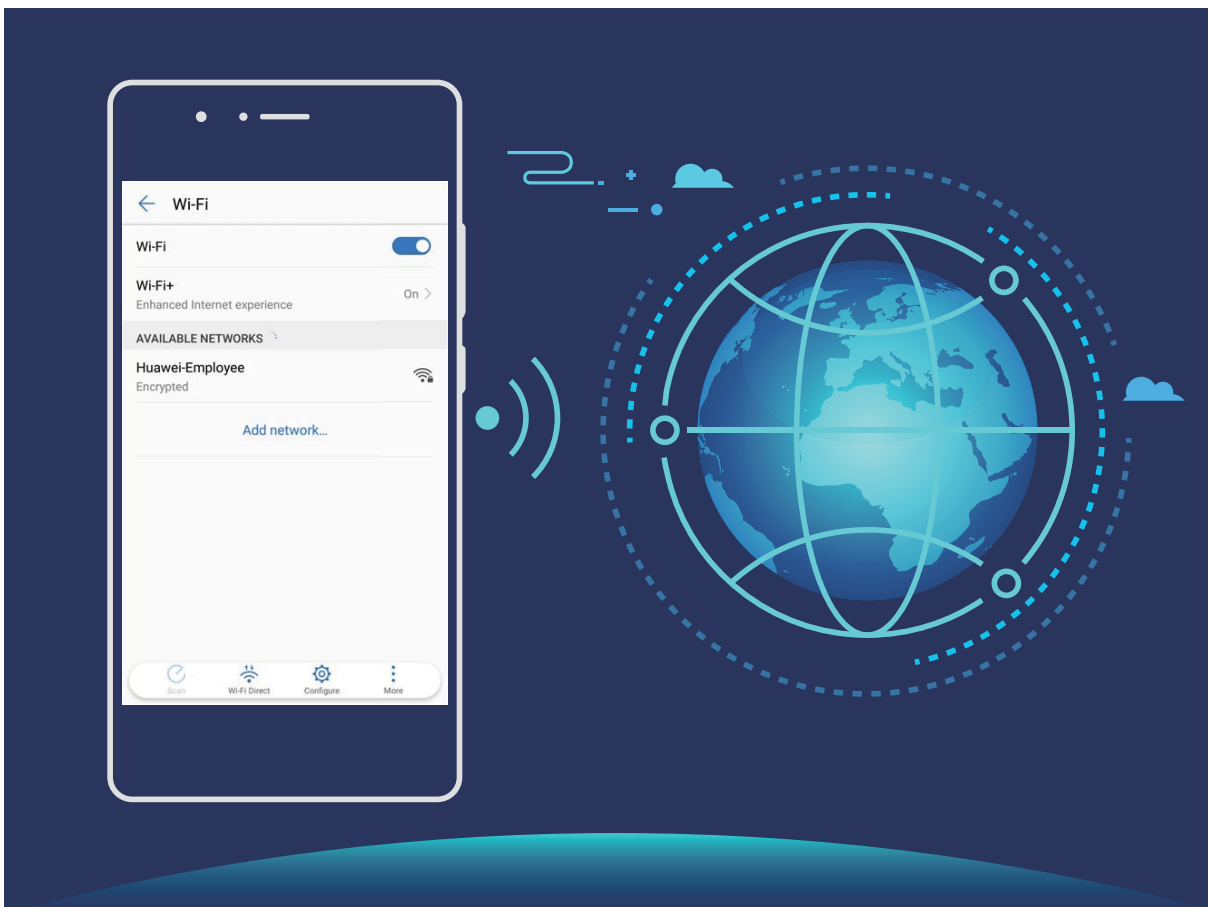 Wi-Fi
Wi-Fi
Wi-Fi+
Enhanced Internet experience
On
AVAILABLE NETWORKS
Huawei-Employee
Encrypted
Add network...
Scan
Wi-Fi Direct
Configure
More